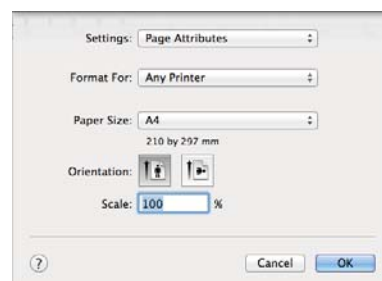 Settings: Page Attributes
Format For: Any Printer
Paper Size: A4
210 by 297 mm
Orientation:
Scale: 100 %
? Cancel OK